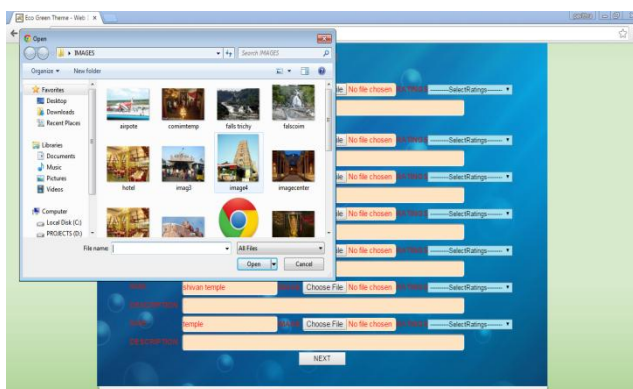 Eco Green Theme - Web
Open
IMAGES
Search IMAGES
Organize
New folder
Favorites
Desktop
Downloads
Recent Places
Libraries
Documents
Music
Pictures
Videos
Computer
Local Disk (C:)
PROJECTS (D:)
airpote
comimtemp
falls trichy
falscoim
hotel
imag3
image4
imagecenter
File name:
All Files
Open
Cancel
No file chosen
-------SelectRatings-------
No file chosen
-------SelectRatings-------
No file chosen
-------SelectRatings-------
No file chosen
-------SelectRatings-------
No file chosen
-------SelectRatings-------
shivan temple
Choose File
No file chosen
-------SelectRatings-------
DESCRIPTION
temple
Choose File
No file chosen
-------SelectRatings-------
DESCRIPTION
NEXT